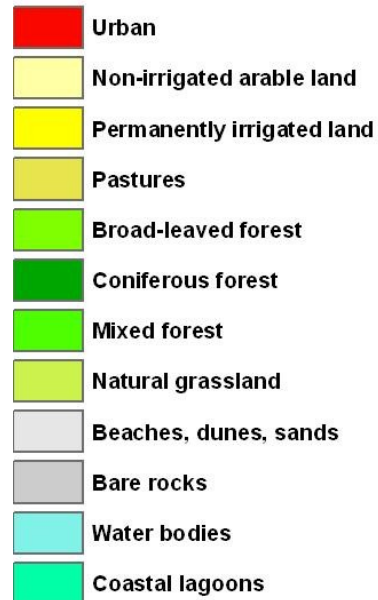 Urban
Non-irrigated arable land
Permanently irrigated land
Pastures
Broad-leaved forest
Coniferous forest
Mixed forest
Natural grassland
Beaches, dunes, sands
Bare rocks
Water bodies
Coastal lagoons